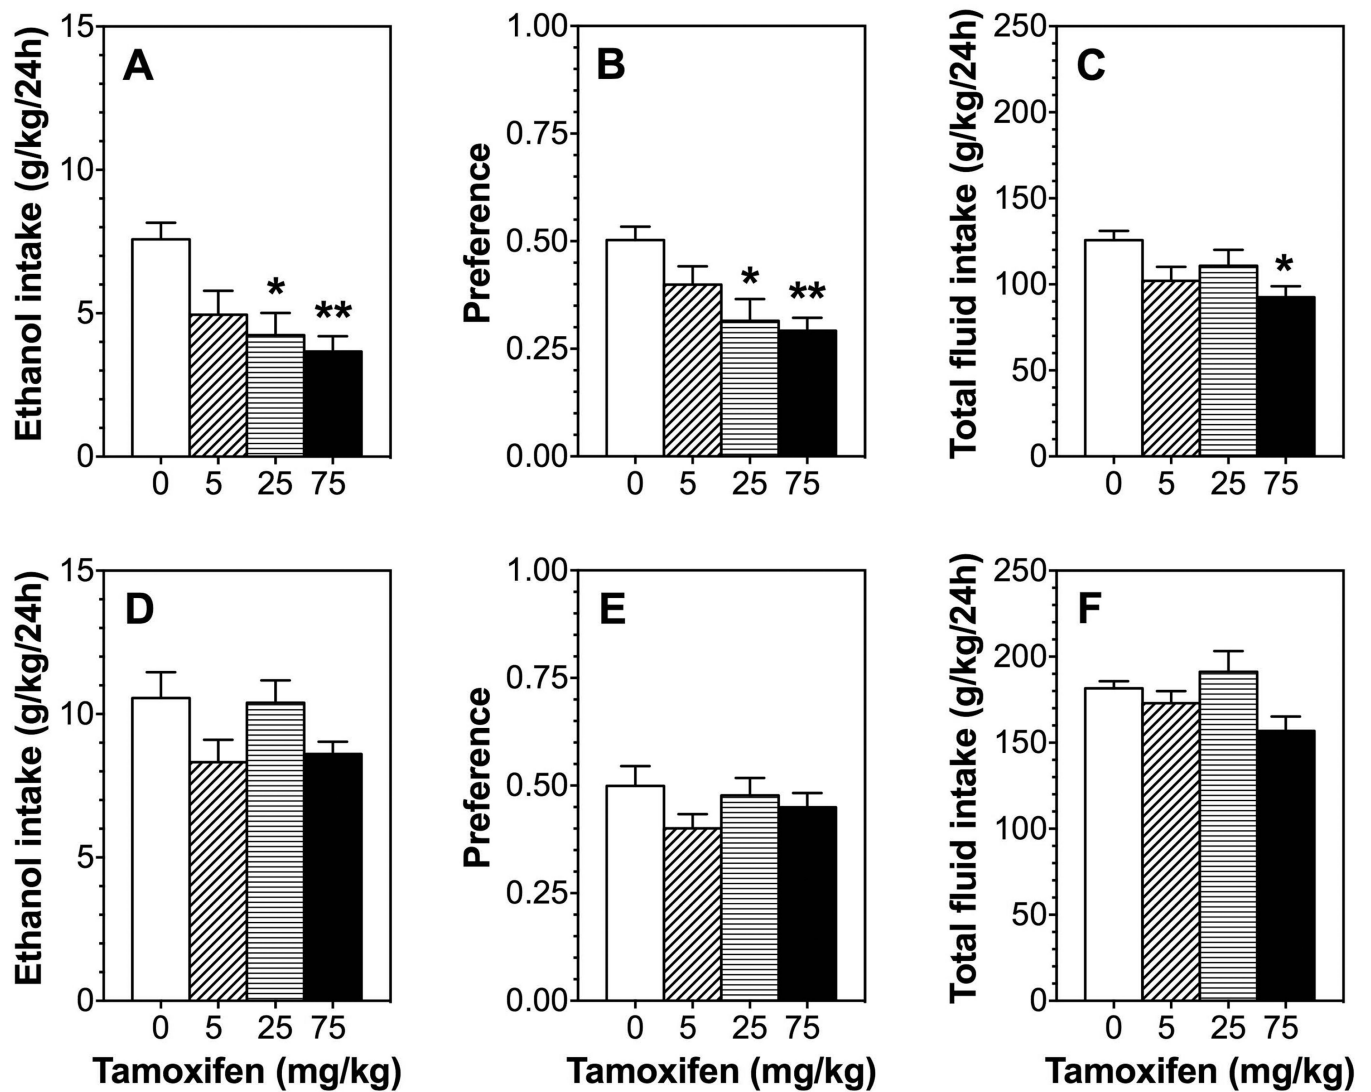 A
Ethanol intake (g/kg/24h)
15
10
5
0
*
**
0 5 25 75
B
Preference
1.00
0.75
0.50
0.25
0.00
*
**
0 5 25 75
C
Total fluid intake (g/kg/24h)
250
200
150
100
50
0
*
0 5 25 75
D
Ethanol intake (g/kg/24h)
15
10
5
0
0 5 25 75
Tamoxifen (mg/kg)
E
Preference
1.00
0.75
0.50
0.25
0.00
0 5 25 75
Tamoxifen (mg/kg)
F
Total fluid intake (g/kg/24h)
250
200
150
100
50
0
0 5 25 75
Tamoxifen (mg/kg)